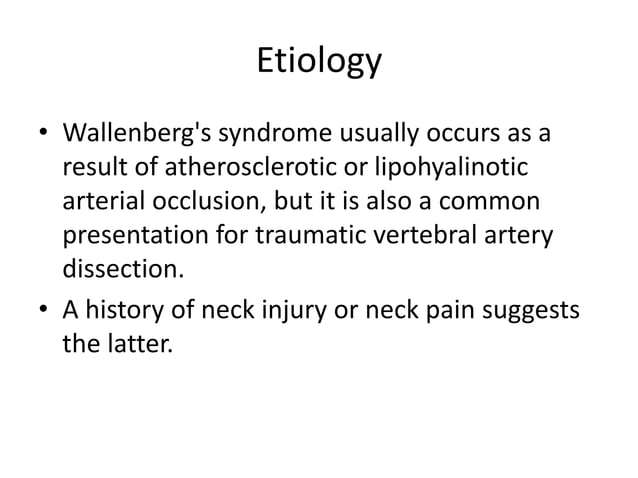 Etiology
• Wallenberg's syndrome usually occurs as a
result of atherosclerotic or lipohyalinotic
arterial occlusion, but it is also a common
presentation for traumatic vertebral artery
dissection.
• A history of neck injury or neck pain suggests
the latter.